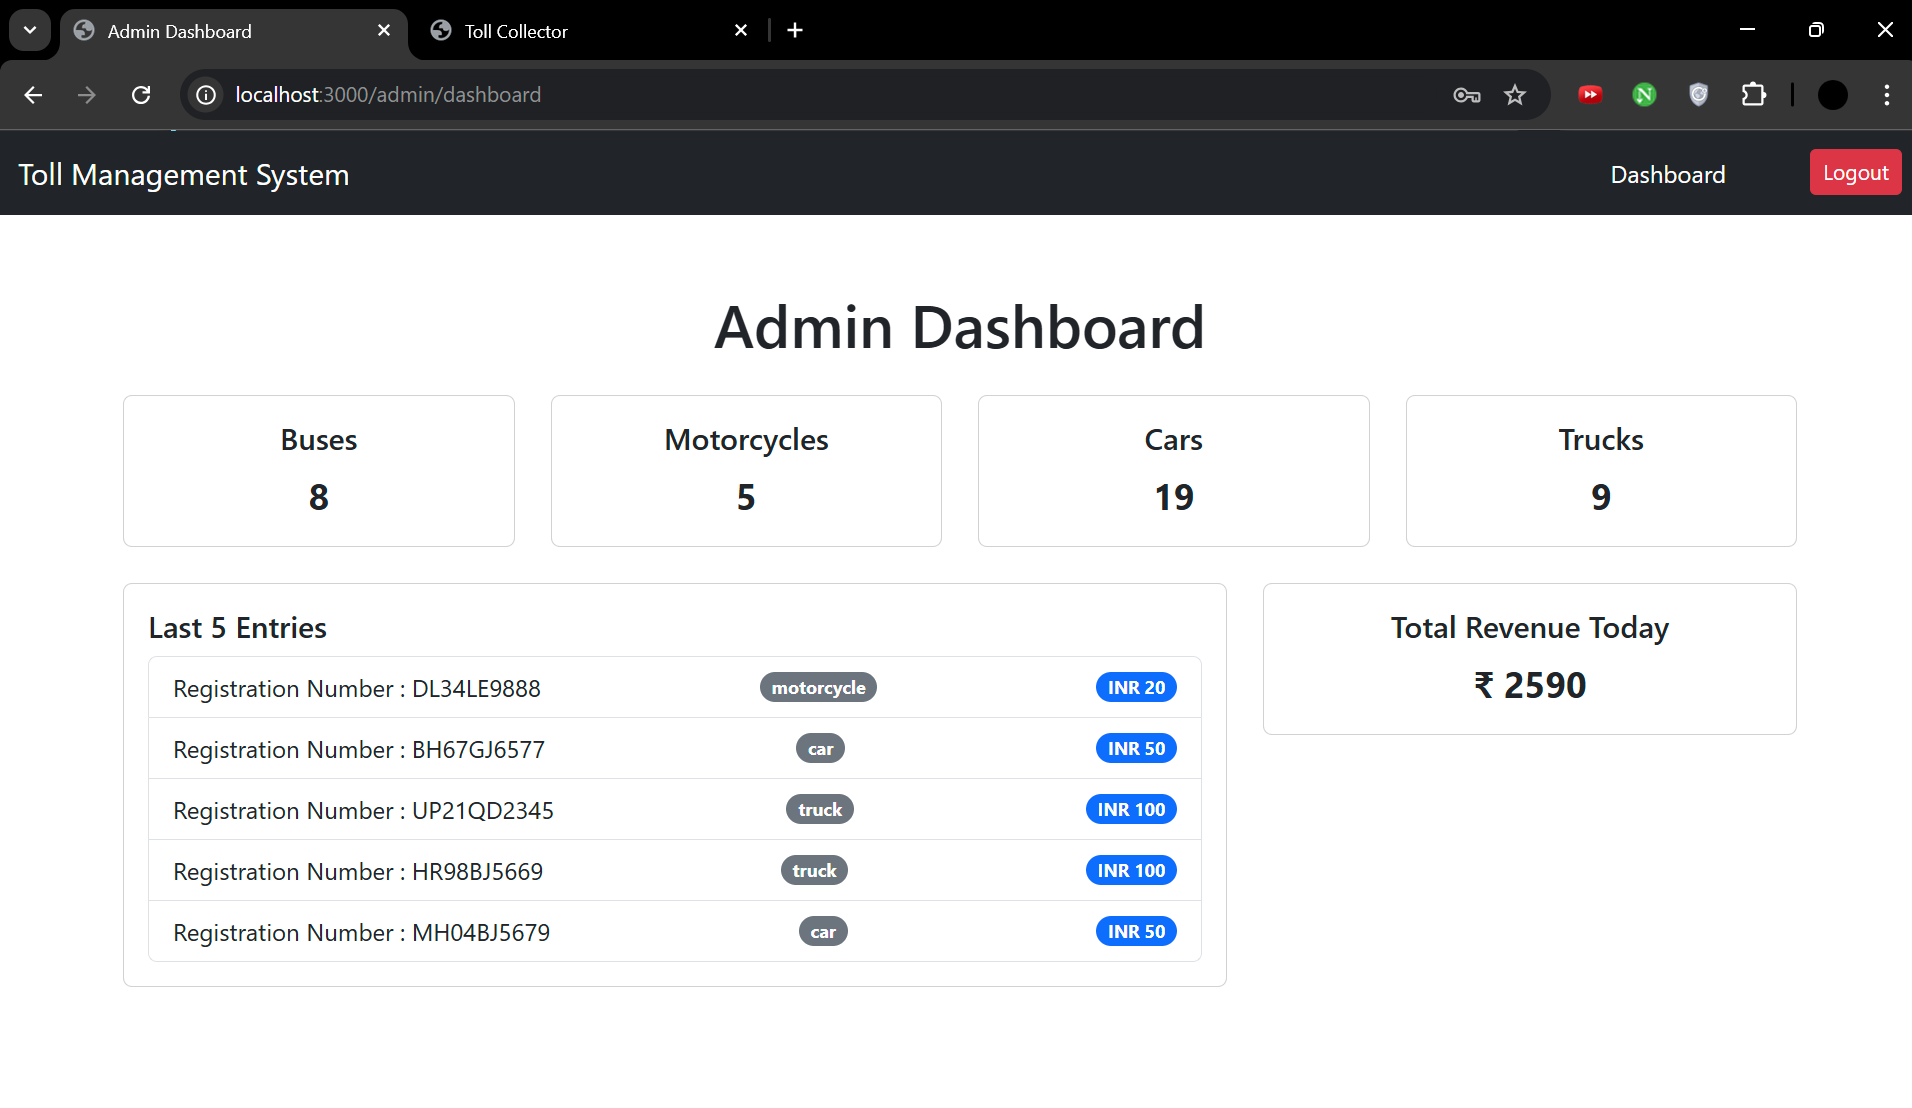 Admin Dashboard
Toll Collector
localhost:3000/admin/dashboard
Toll Management System
Dashboard
Logout
Admin Dashboard
Buses
8
Motorcycles
5
Cars
19
Trucks
9
Last 5 Entries
Registration Number : DL34LE9888 motorcycle INR 20
Registration Number : BH67GJ6577 car INR 50
Registration Number : UP21QD2345 truck INR 100
Registration Number : HR98BJ5669 truck INR 100
Registration Number : MH04BJ5679 car INR 50
Total Revenue Today
₹ 2590